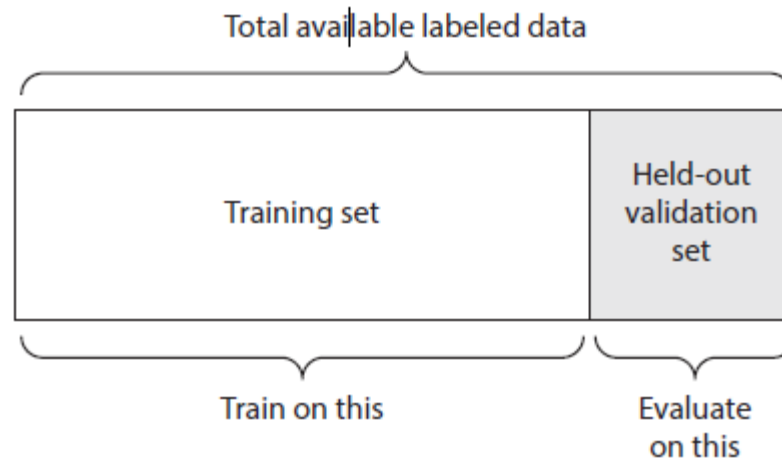 Total available labeled data
Training set
Held-out
validation
set
Train on this
Evaluate
on this